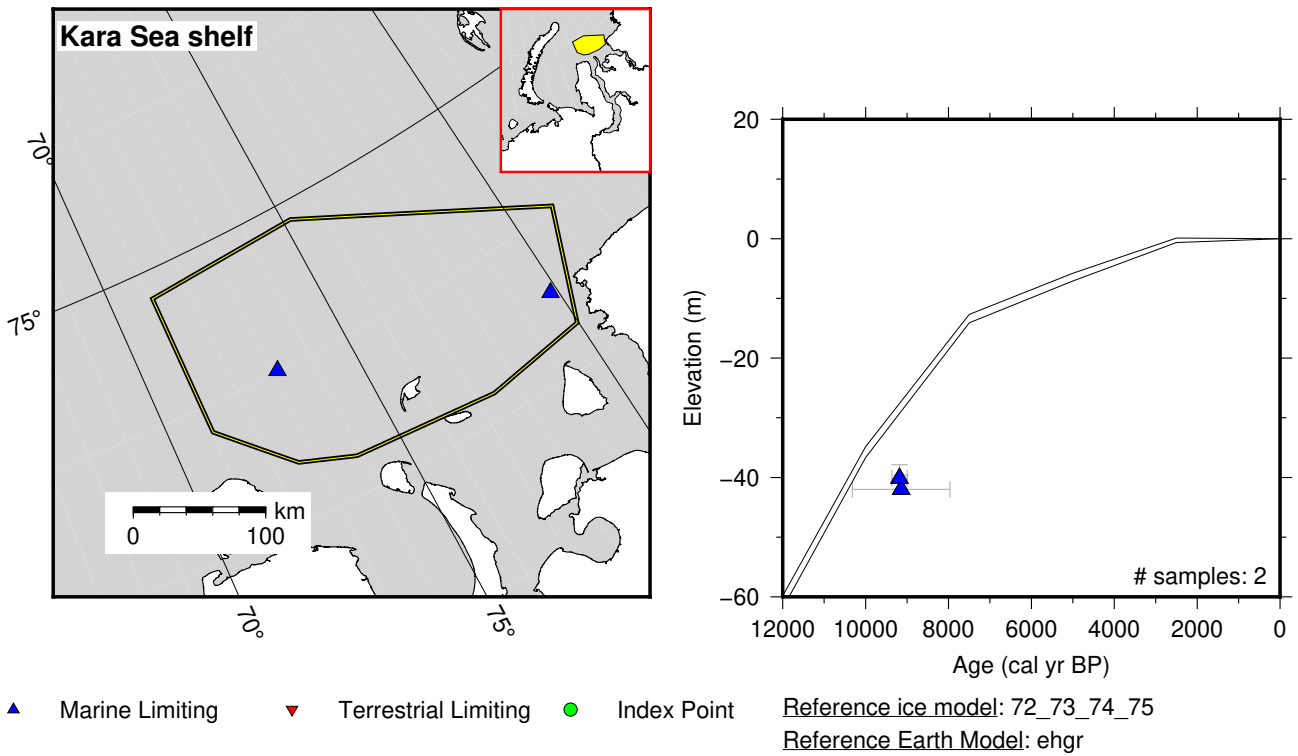 Kara Sea shelf
70°
75°
70°
75°
km
0 100
20
0
−20
−40
−60
Elevation (m)
# samples: 2
12000 10000 8000 6000 4000 2000 0
Age (cal yr BP)
Marine Limiting
Terrestrial Limiting
Index Point
Reference ice model: 72_73_74_75
Reference Earth Model: ehgr